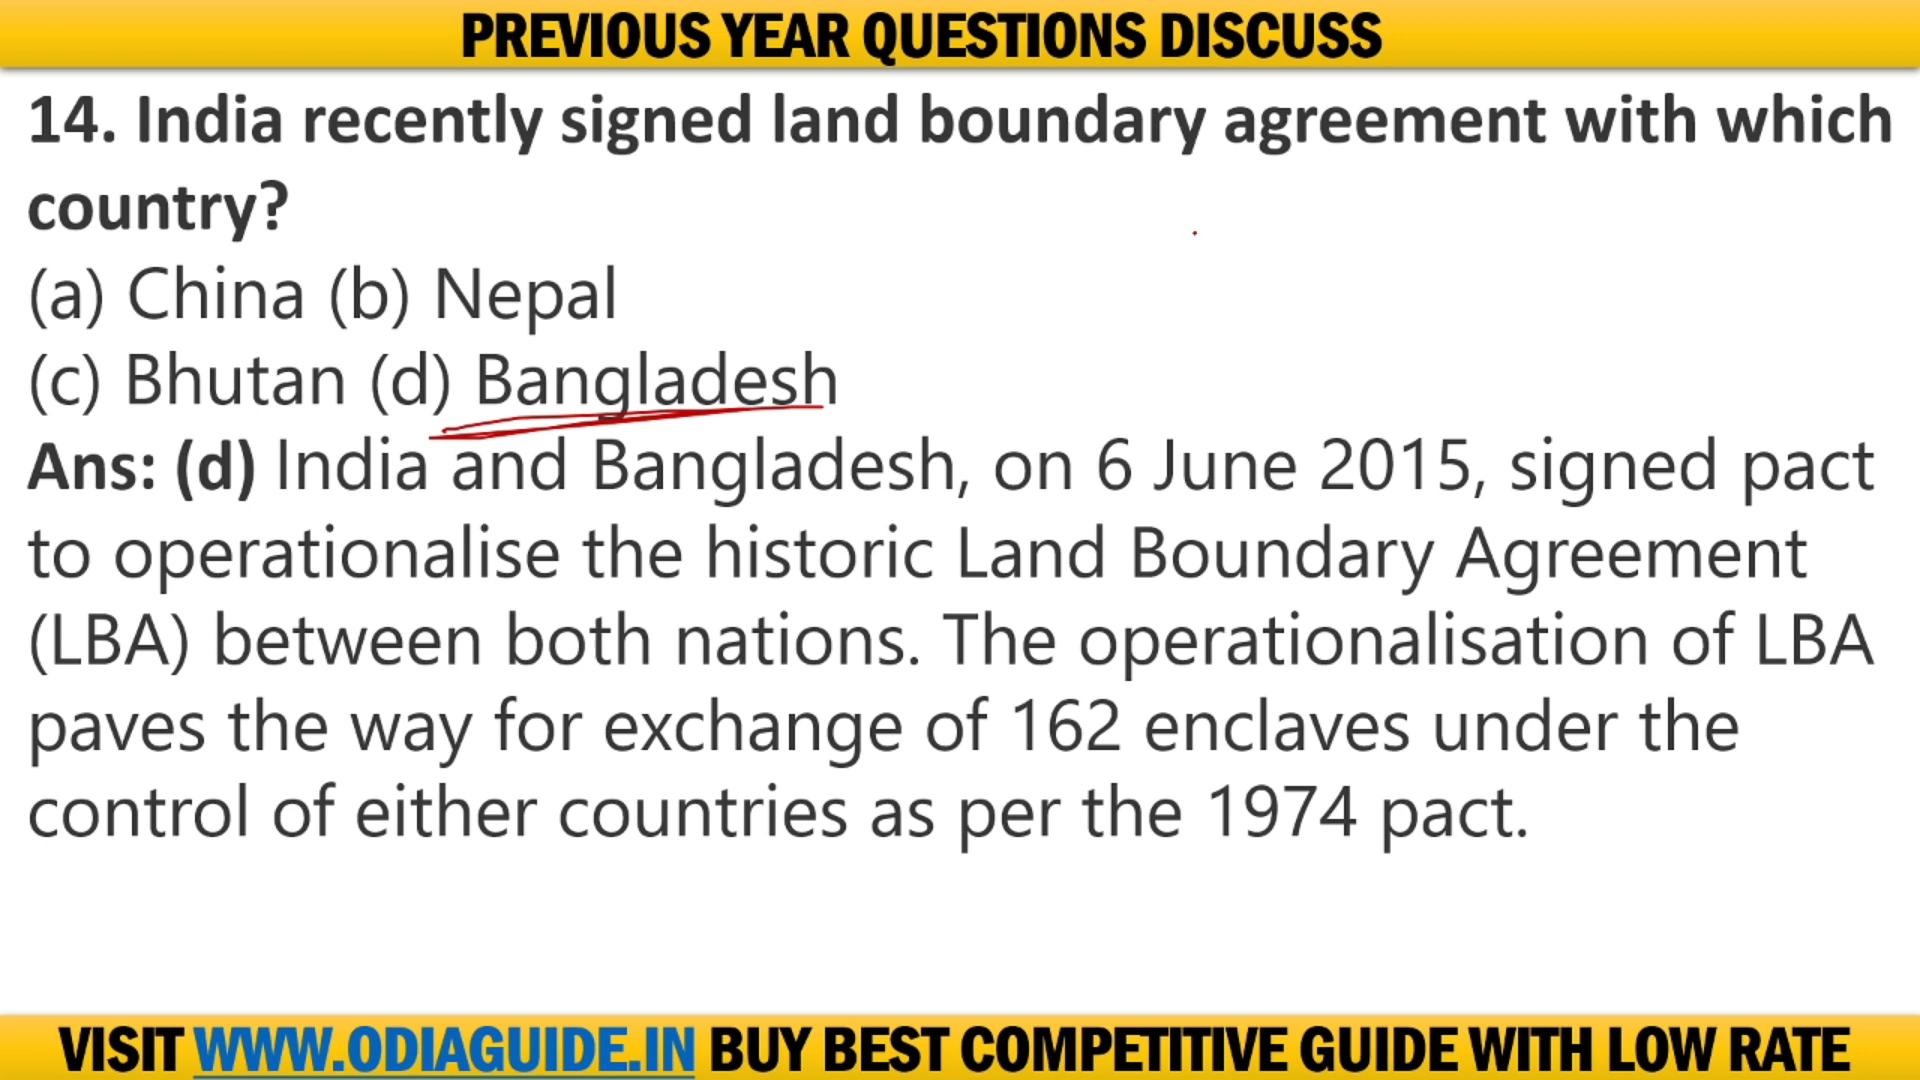 PREVIOUS YEAR QUESTIONS DISCUSS
14. India recently signed land boundary agreement with which
country?
(a) China (b) Nepal
(c) Bhutan (d) Bangladesh
Ans: (d) India and Bangladesh, on 6 June 2015, signed pact
to operationalise the historic Land Boundary Agreement
(LBA) between both nations. The operationalisation of LBA
paves the way for exchange of 162 enclaves under the
control of either countries as per the 1974 pact.
VISIT WWW.ODIAGUIDE.IN BUY BEST COMPETITIVE GUIDE WITH LOW RATE